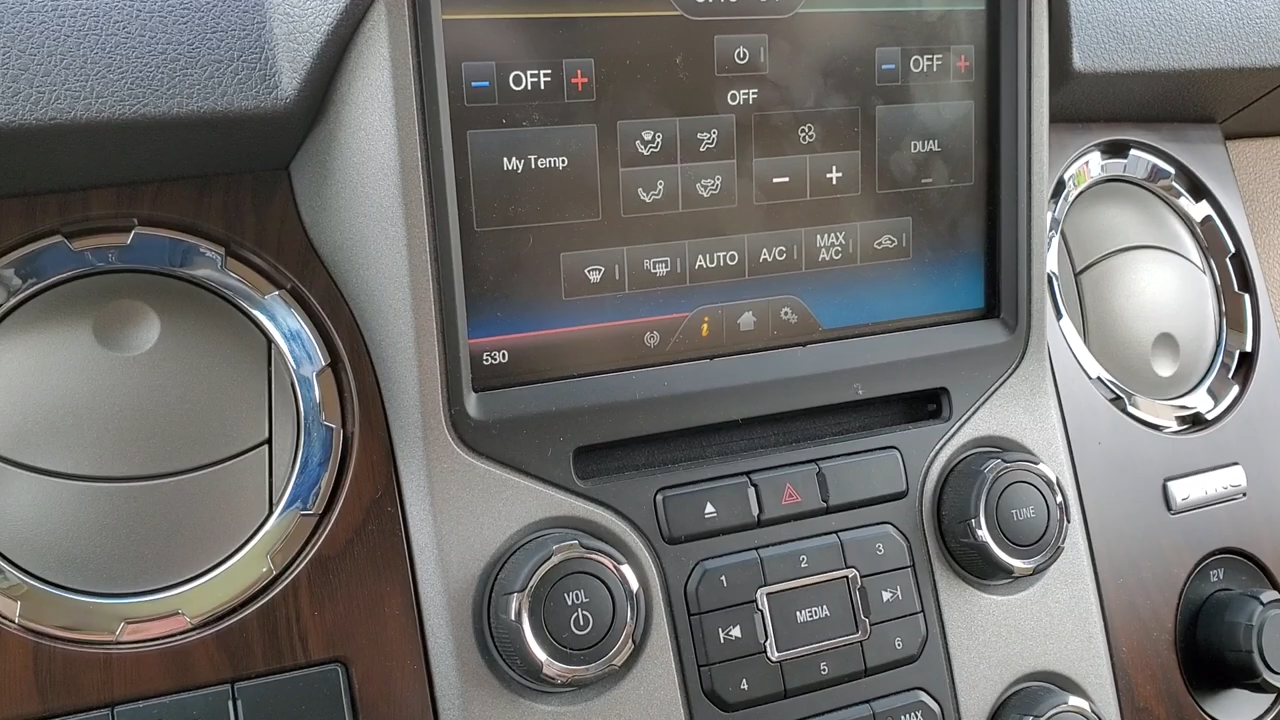 OFF
OFF
OFF
My Temp
DUAL
R
AUTO
A/C
MAX
A/C
530
VOL
TUNE
SYNC
12V
1
2
3
MEDIA
4
5
6
MAX